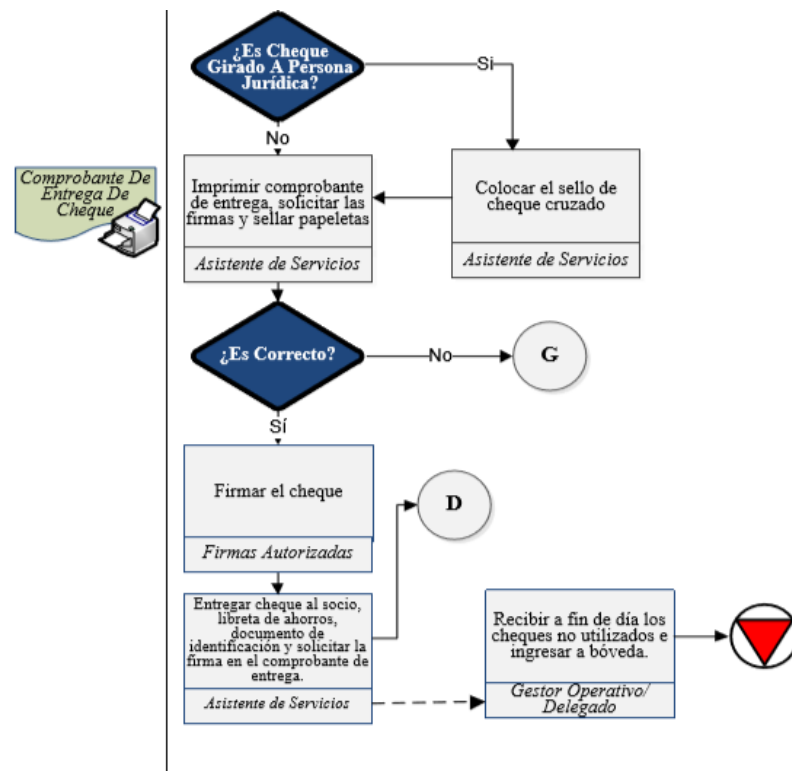 ¿Es Cheque
Girado A Persona
Jurídica?
Si
No
Comprobante De
Entrega De
Cheque
Imprimir comprobante
de entrega, solicitar las
firmas y sellar papeletas
Asistente de Servicios
Colocar el sello de
cheque cruzado
Asistente de Servicios
¿Es Correcto?
No
G
Sí
Firmar el cheque
Firmas Autorizadas
D
Entregar cheque al socio,
libreta de ahorros,
documento de
identificación y solicitar la
firma en el comprobante de
entrega.
Asistente de Servicios
Recibir a fin de día los
cheques no utilizados e
ingresar a bóveda.
Gestor Operativo/
Delegado